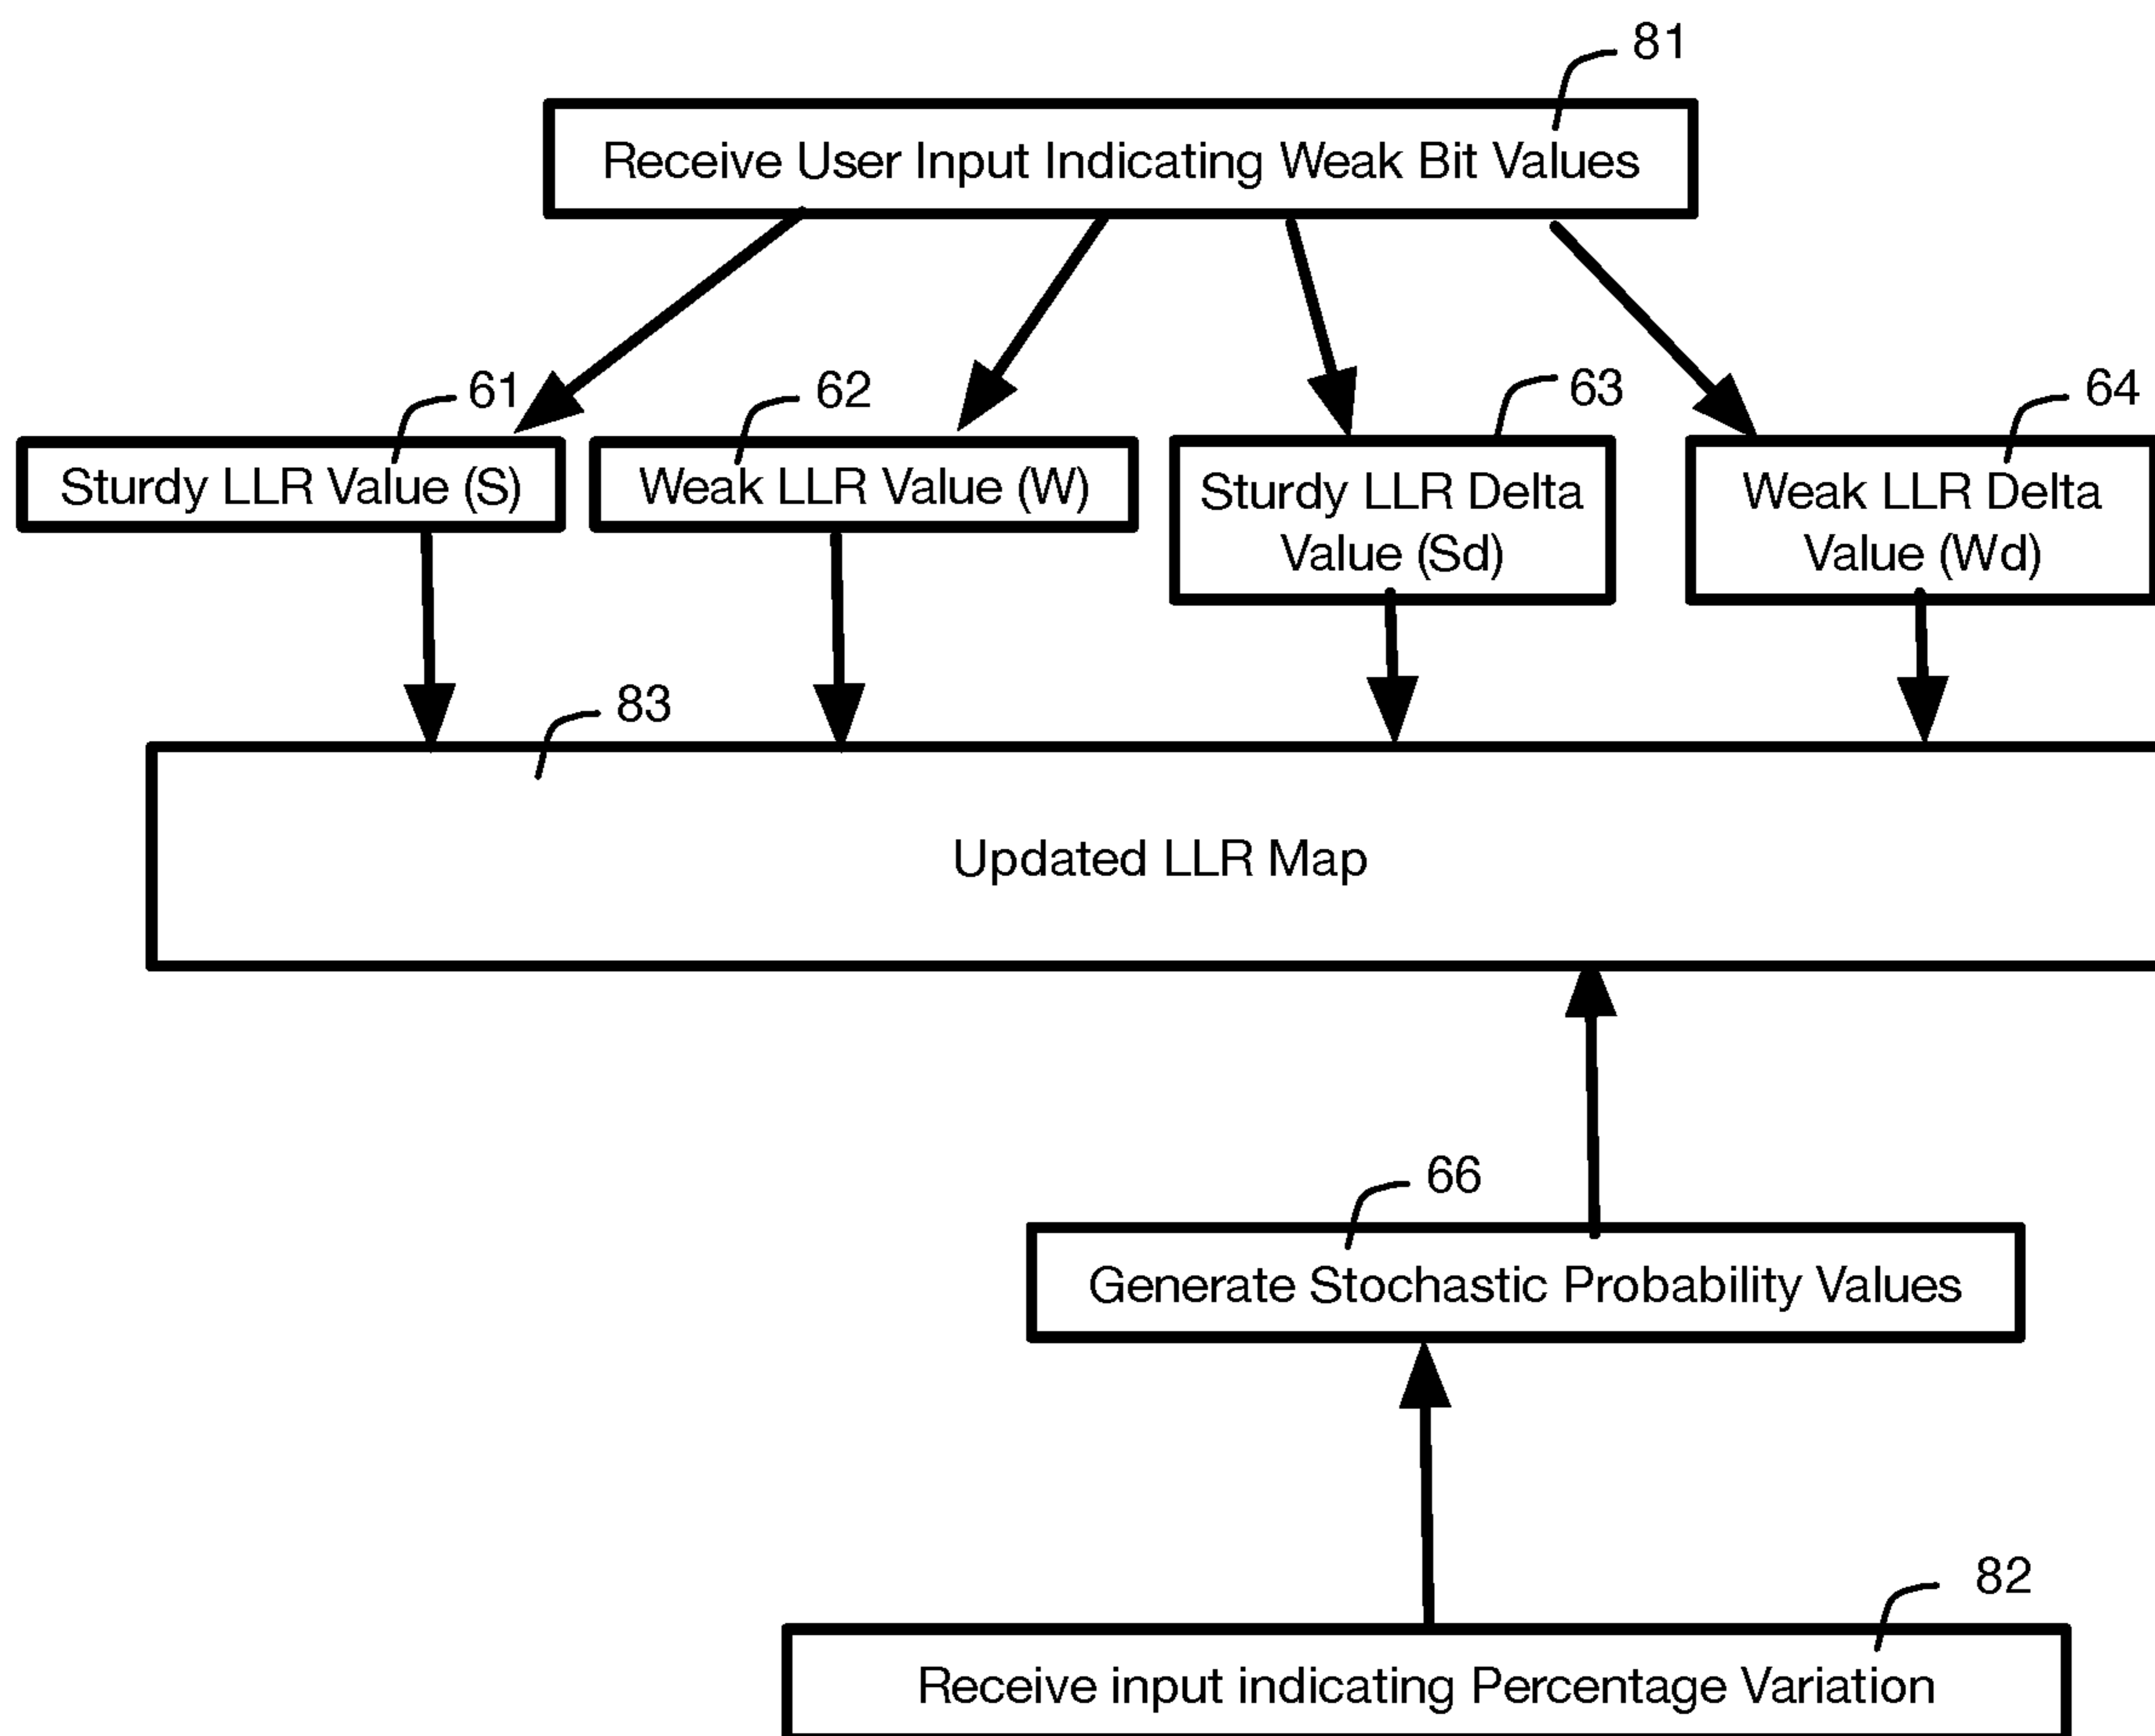 81
Receive User Input Indicating Weak Bit Values
61
62
63
64
Sturdy LLR Value (S)
Weak LLR Value (W)
Sturdy LLR Delta
Value (Sd)
Weak LLR Delta
Value (Wd)
83
Updated LLR Map
66
Generate Stochastic Probability Values
82
Receive input indicating Percentage Variation